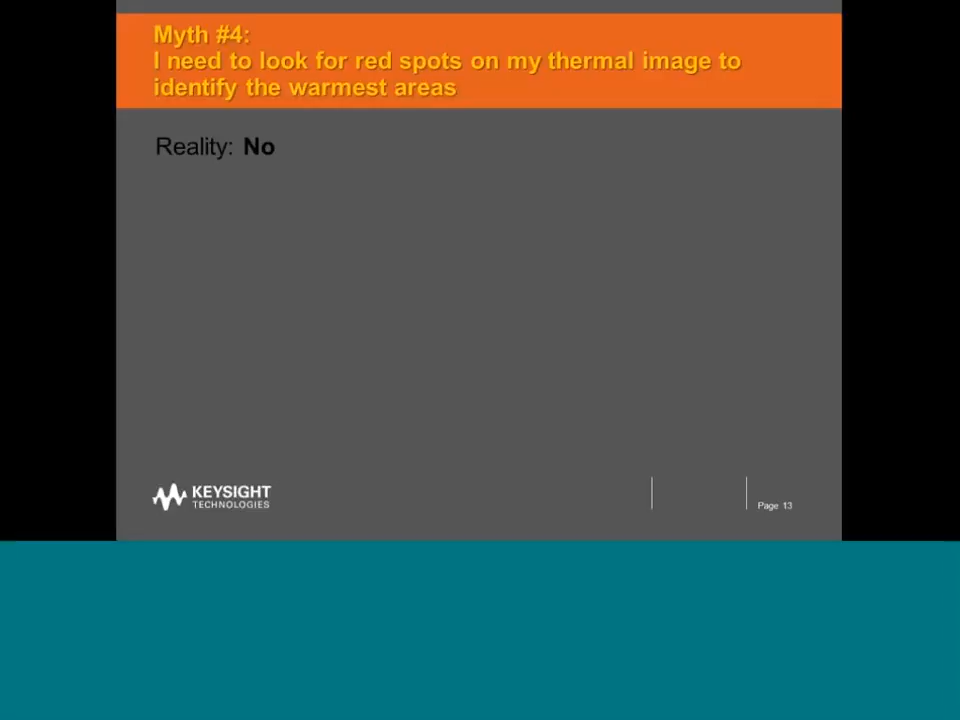 Myth #4:
I need to look for red spots on my thermal image to
identify the warmest areas
Reality: No
KEYSIGHT
TECHNOLOGIES
Page 13